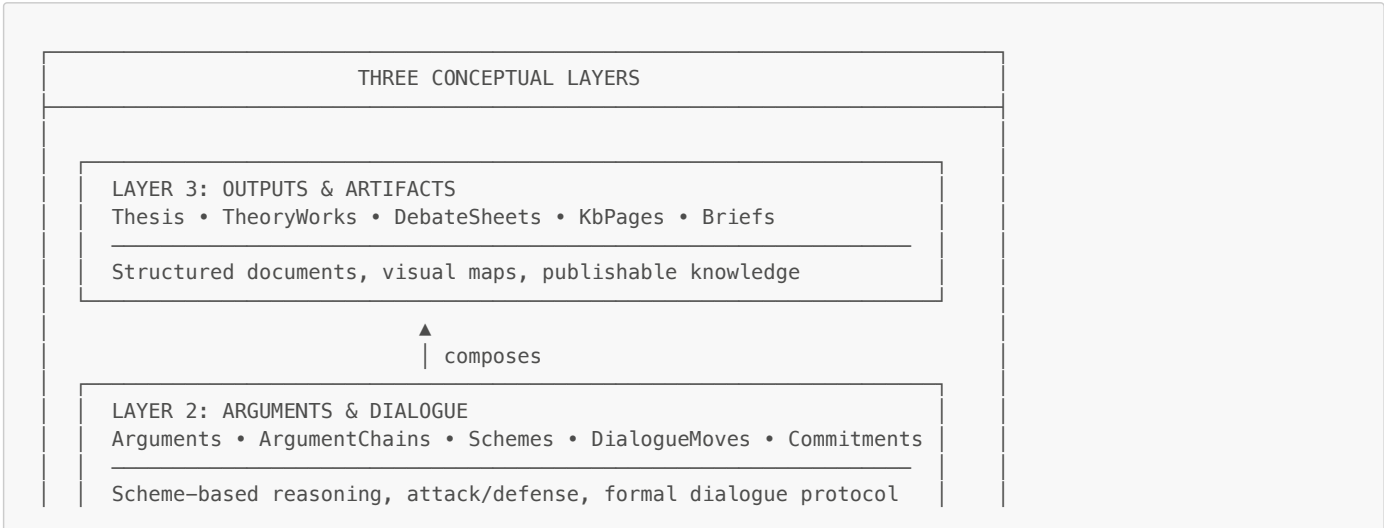 THREE CONCEPTUAL LAYERS
LAYER 3: OUTPUTS & ARTIFACTS
Thesis • TheoryWorks • DebateSheets • KbPages • Briefs
Structured documents, visual maps, publishable knowledge
▲
│ composes
LAYER 2: ARGUMENTS & DIALOGUE
Arguments • ArgumentChains • Schemes • DialogueMoves • Commitments
Scheme-based reasoning, attack/defense, formal dialogue protocol